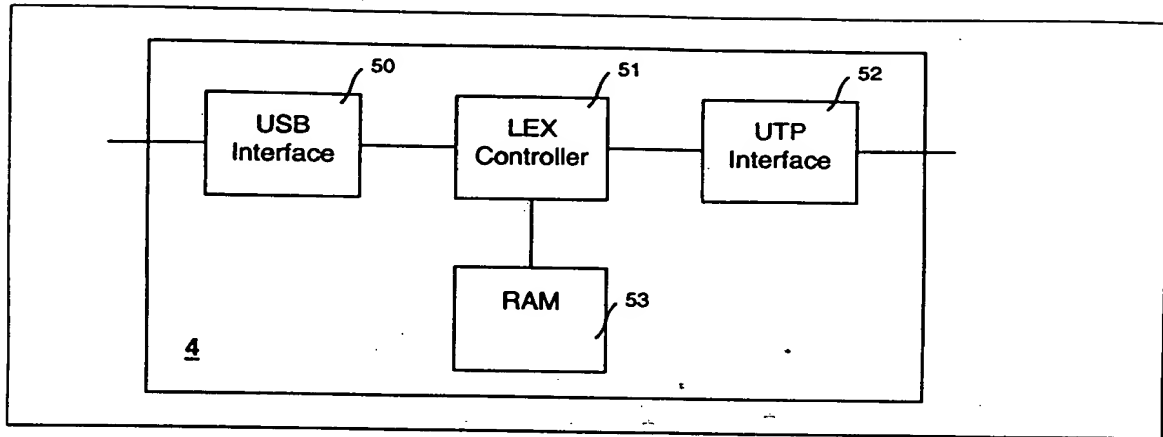 50
51
52
USB
Interface
LEX
Controller
UTP
Interface
RAM
53
4